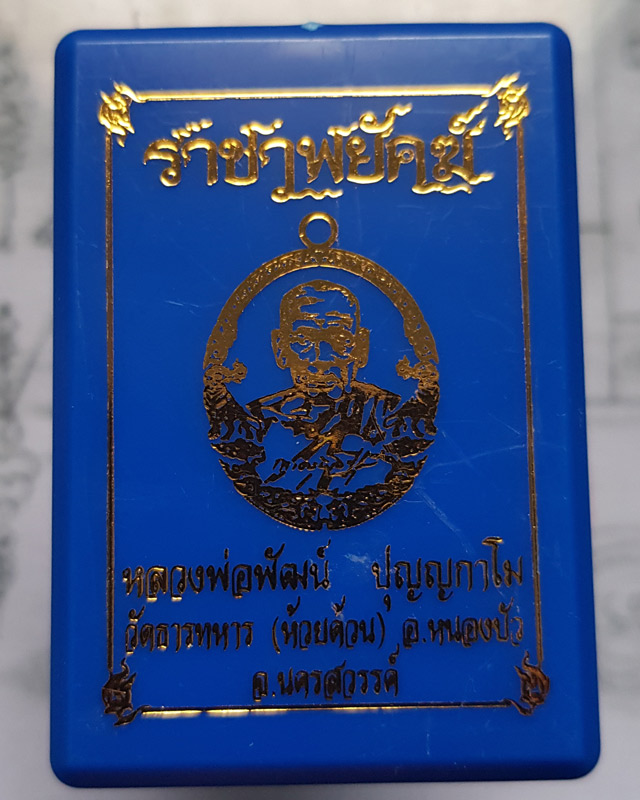 ราชาพยัคฆ์
หลวงพ่อพัฒน์ ปุญญกาโม
วัดธารทหาร (ห้วยด้วน) อ.หนองบัว
จ.นครสวรรค์